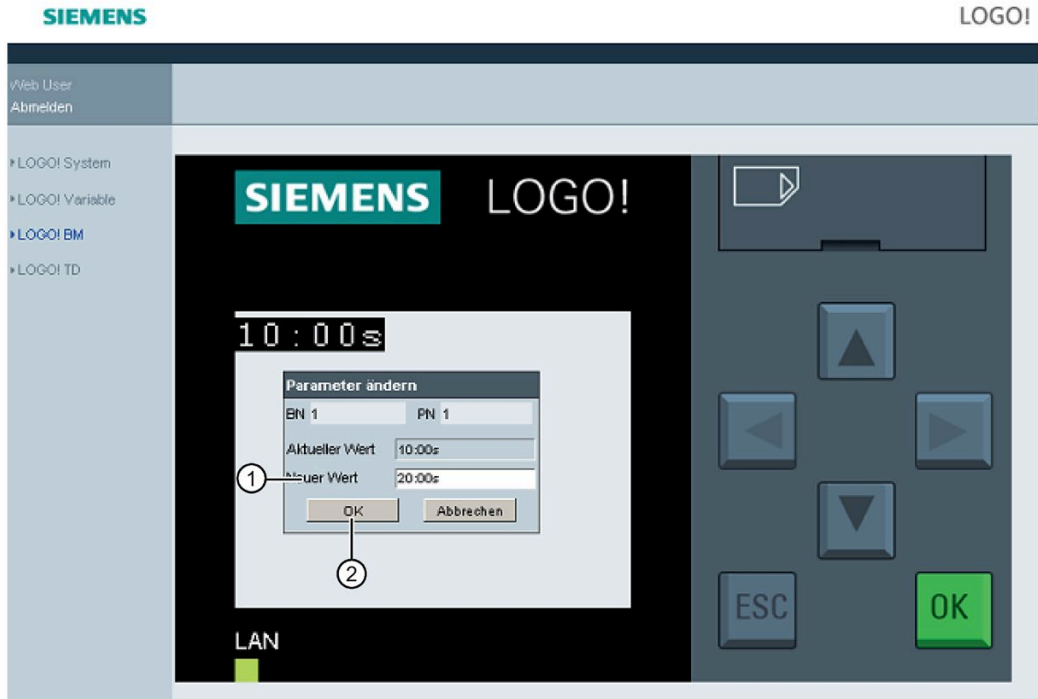 SIEMENS LOGO!
Web User
Abmelden
LOGO! System
LOGO! Variable
LOGO! BM
LOGO! TD
SIEMENS LOGO!
10:00s
Parameter ändern
BN 1 PN 1
Aktueller Wert 10:00s
1 Neuer Wert 20:00s
OK Abbrechen
2
LAN
ESC OK